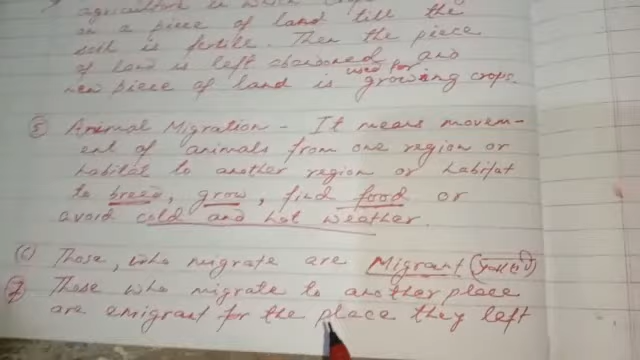 agriculture in which crops
on a piece of land till the
soil is fertile. Then the piece
of land is left abandoned and
new piece of land is used for growing crops.
(5) Animal Migration - It means movem-
ent of animals from one region or
habitat to another region or habitat
to breed, grow, find food or
avoid cold and hot weather.
(6) Those, who migrate are Migrant
(7) Those who migrate to another place
are emigrant for the place they left